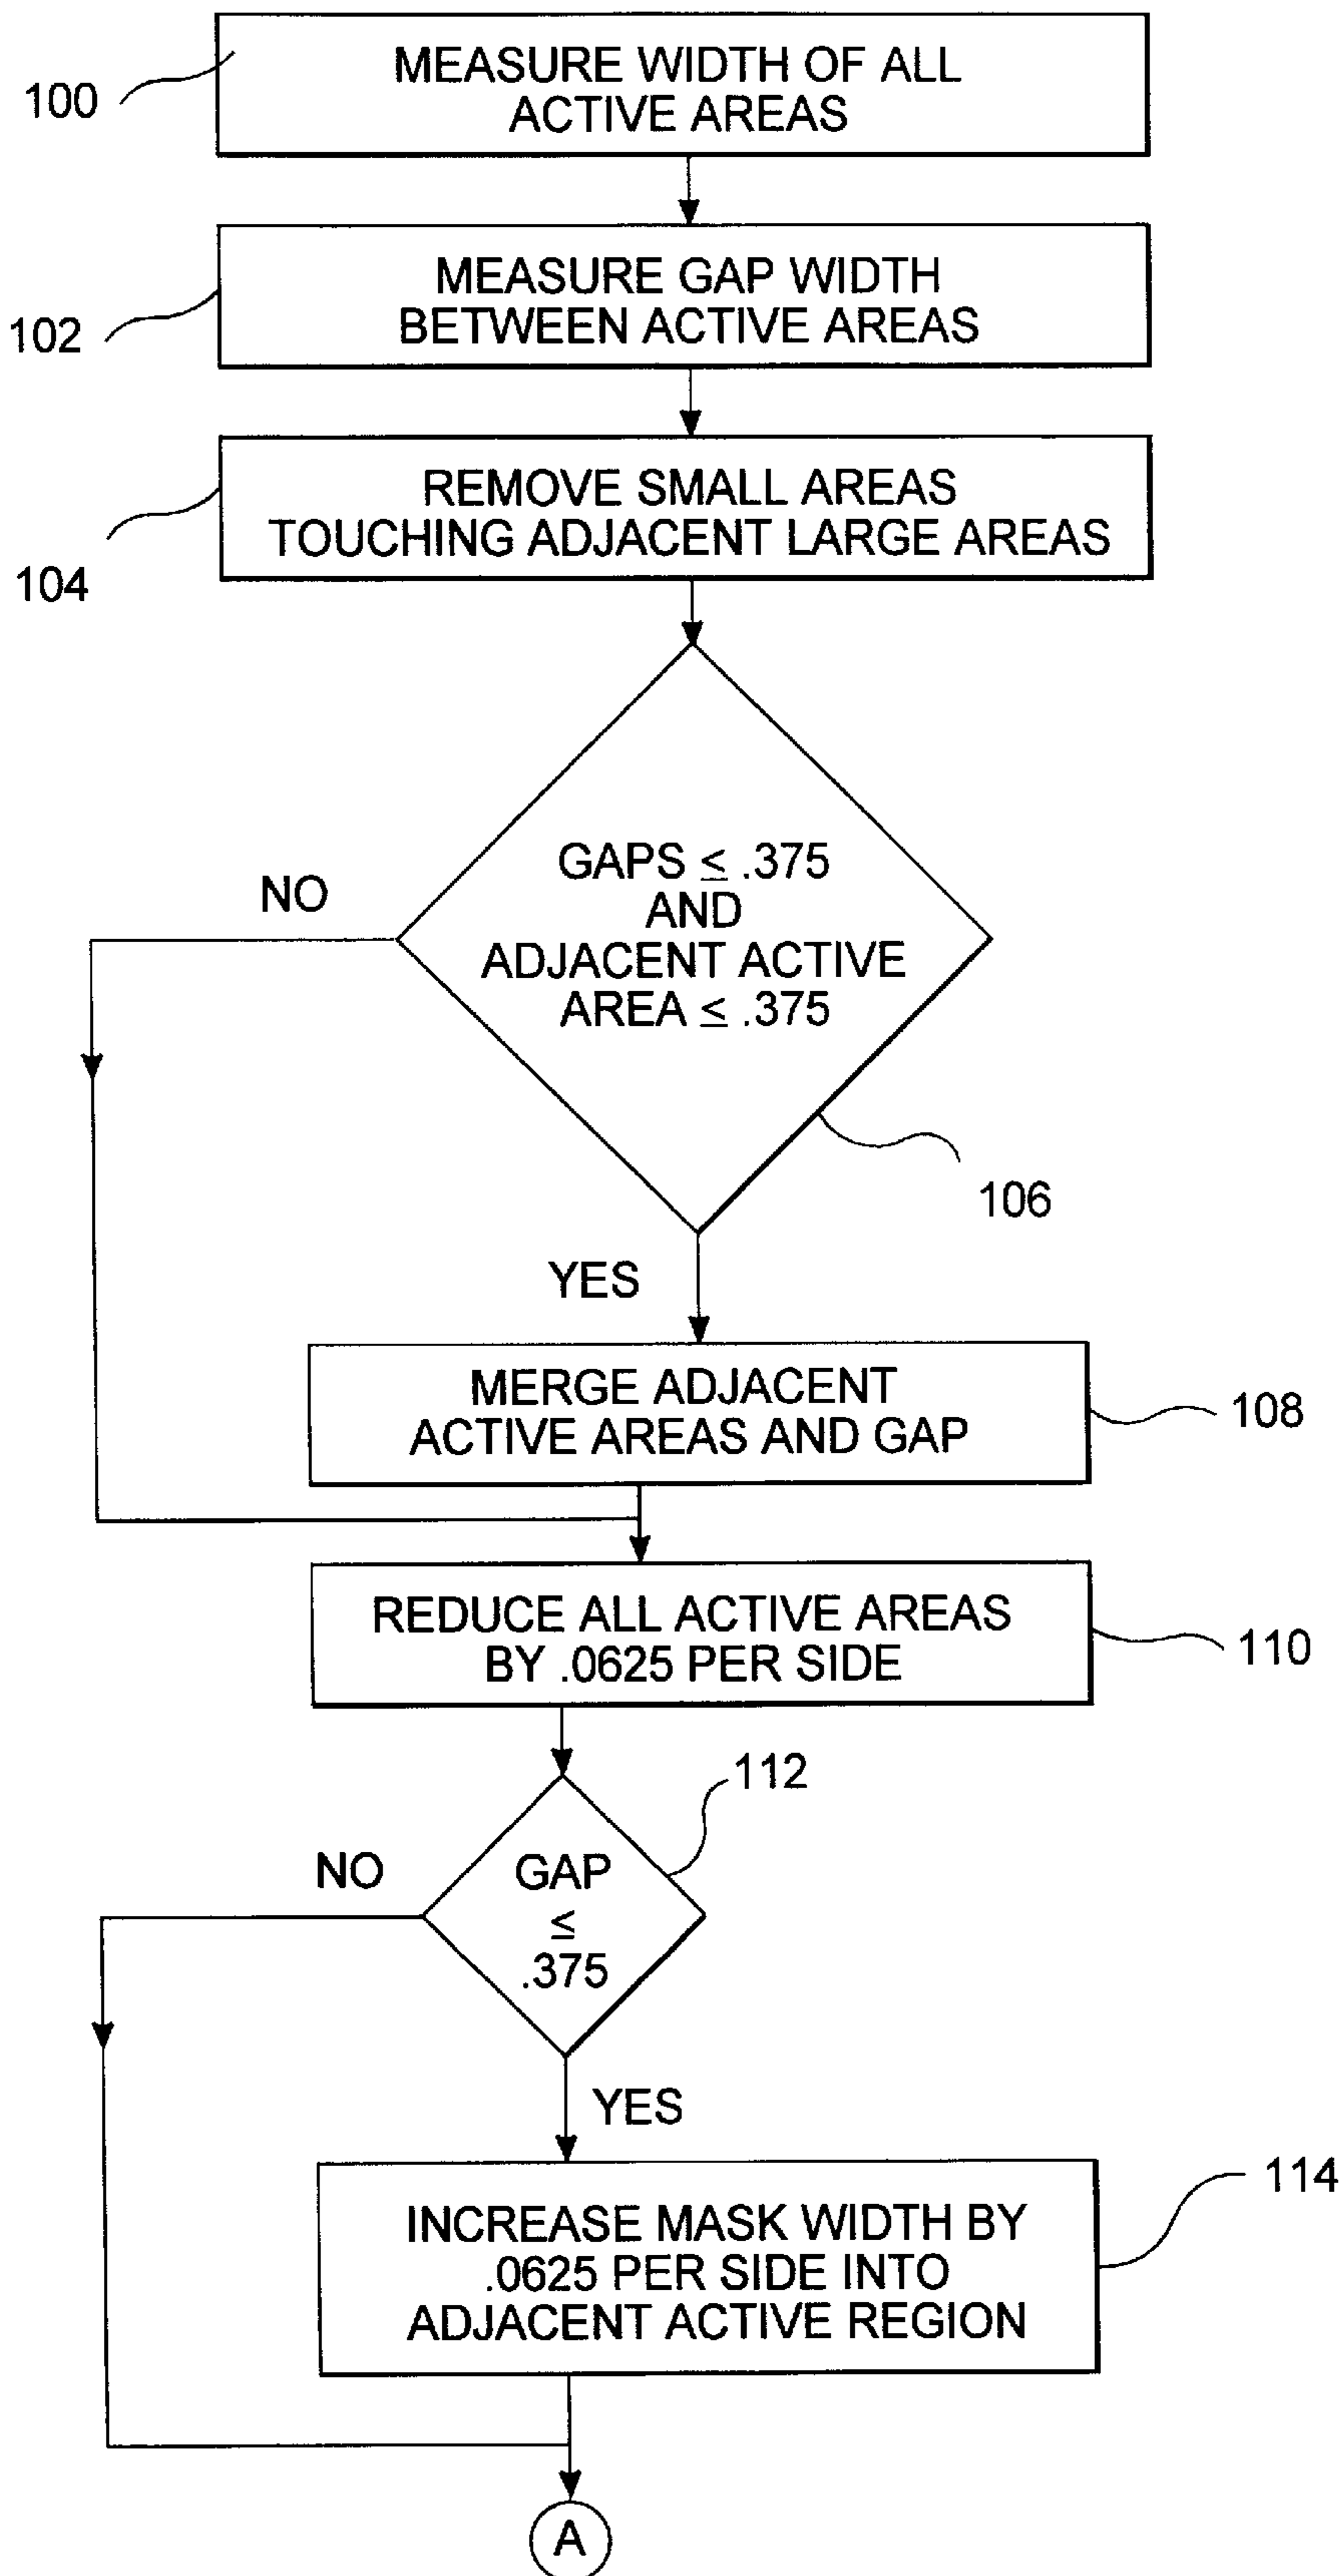 100
MEASURE WIDTH OF ALL
ACTIVE AREAS
102
MEASURE GAP WIDTH
BETWEEN ACTIVE AREAS
104
REMOVE SMALL AREAS
TOUCHING ADJACENT LARGE AREAS
NO
GAPS ≤ .375
AND
ADJACENT ACTIVE
AREA ≤ .375
106
YES
MERGE ADJACENT
ACTIVE AREAS AND GAP
108
REDUCE ALL ACTIVE AREAS
BY .0625 PER SIDE
110
112
NO
GAP
≤
.375
YES
INCREASE MASK WIDTH BY
.0625 PER SIDE INTO
ADJACENT ACTIVE REGION
114
A